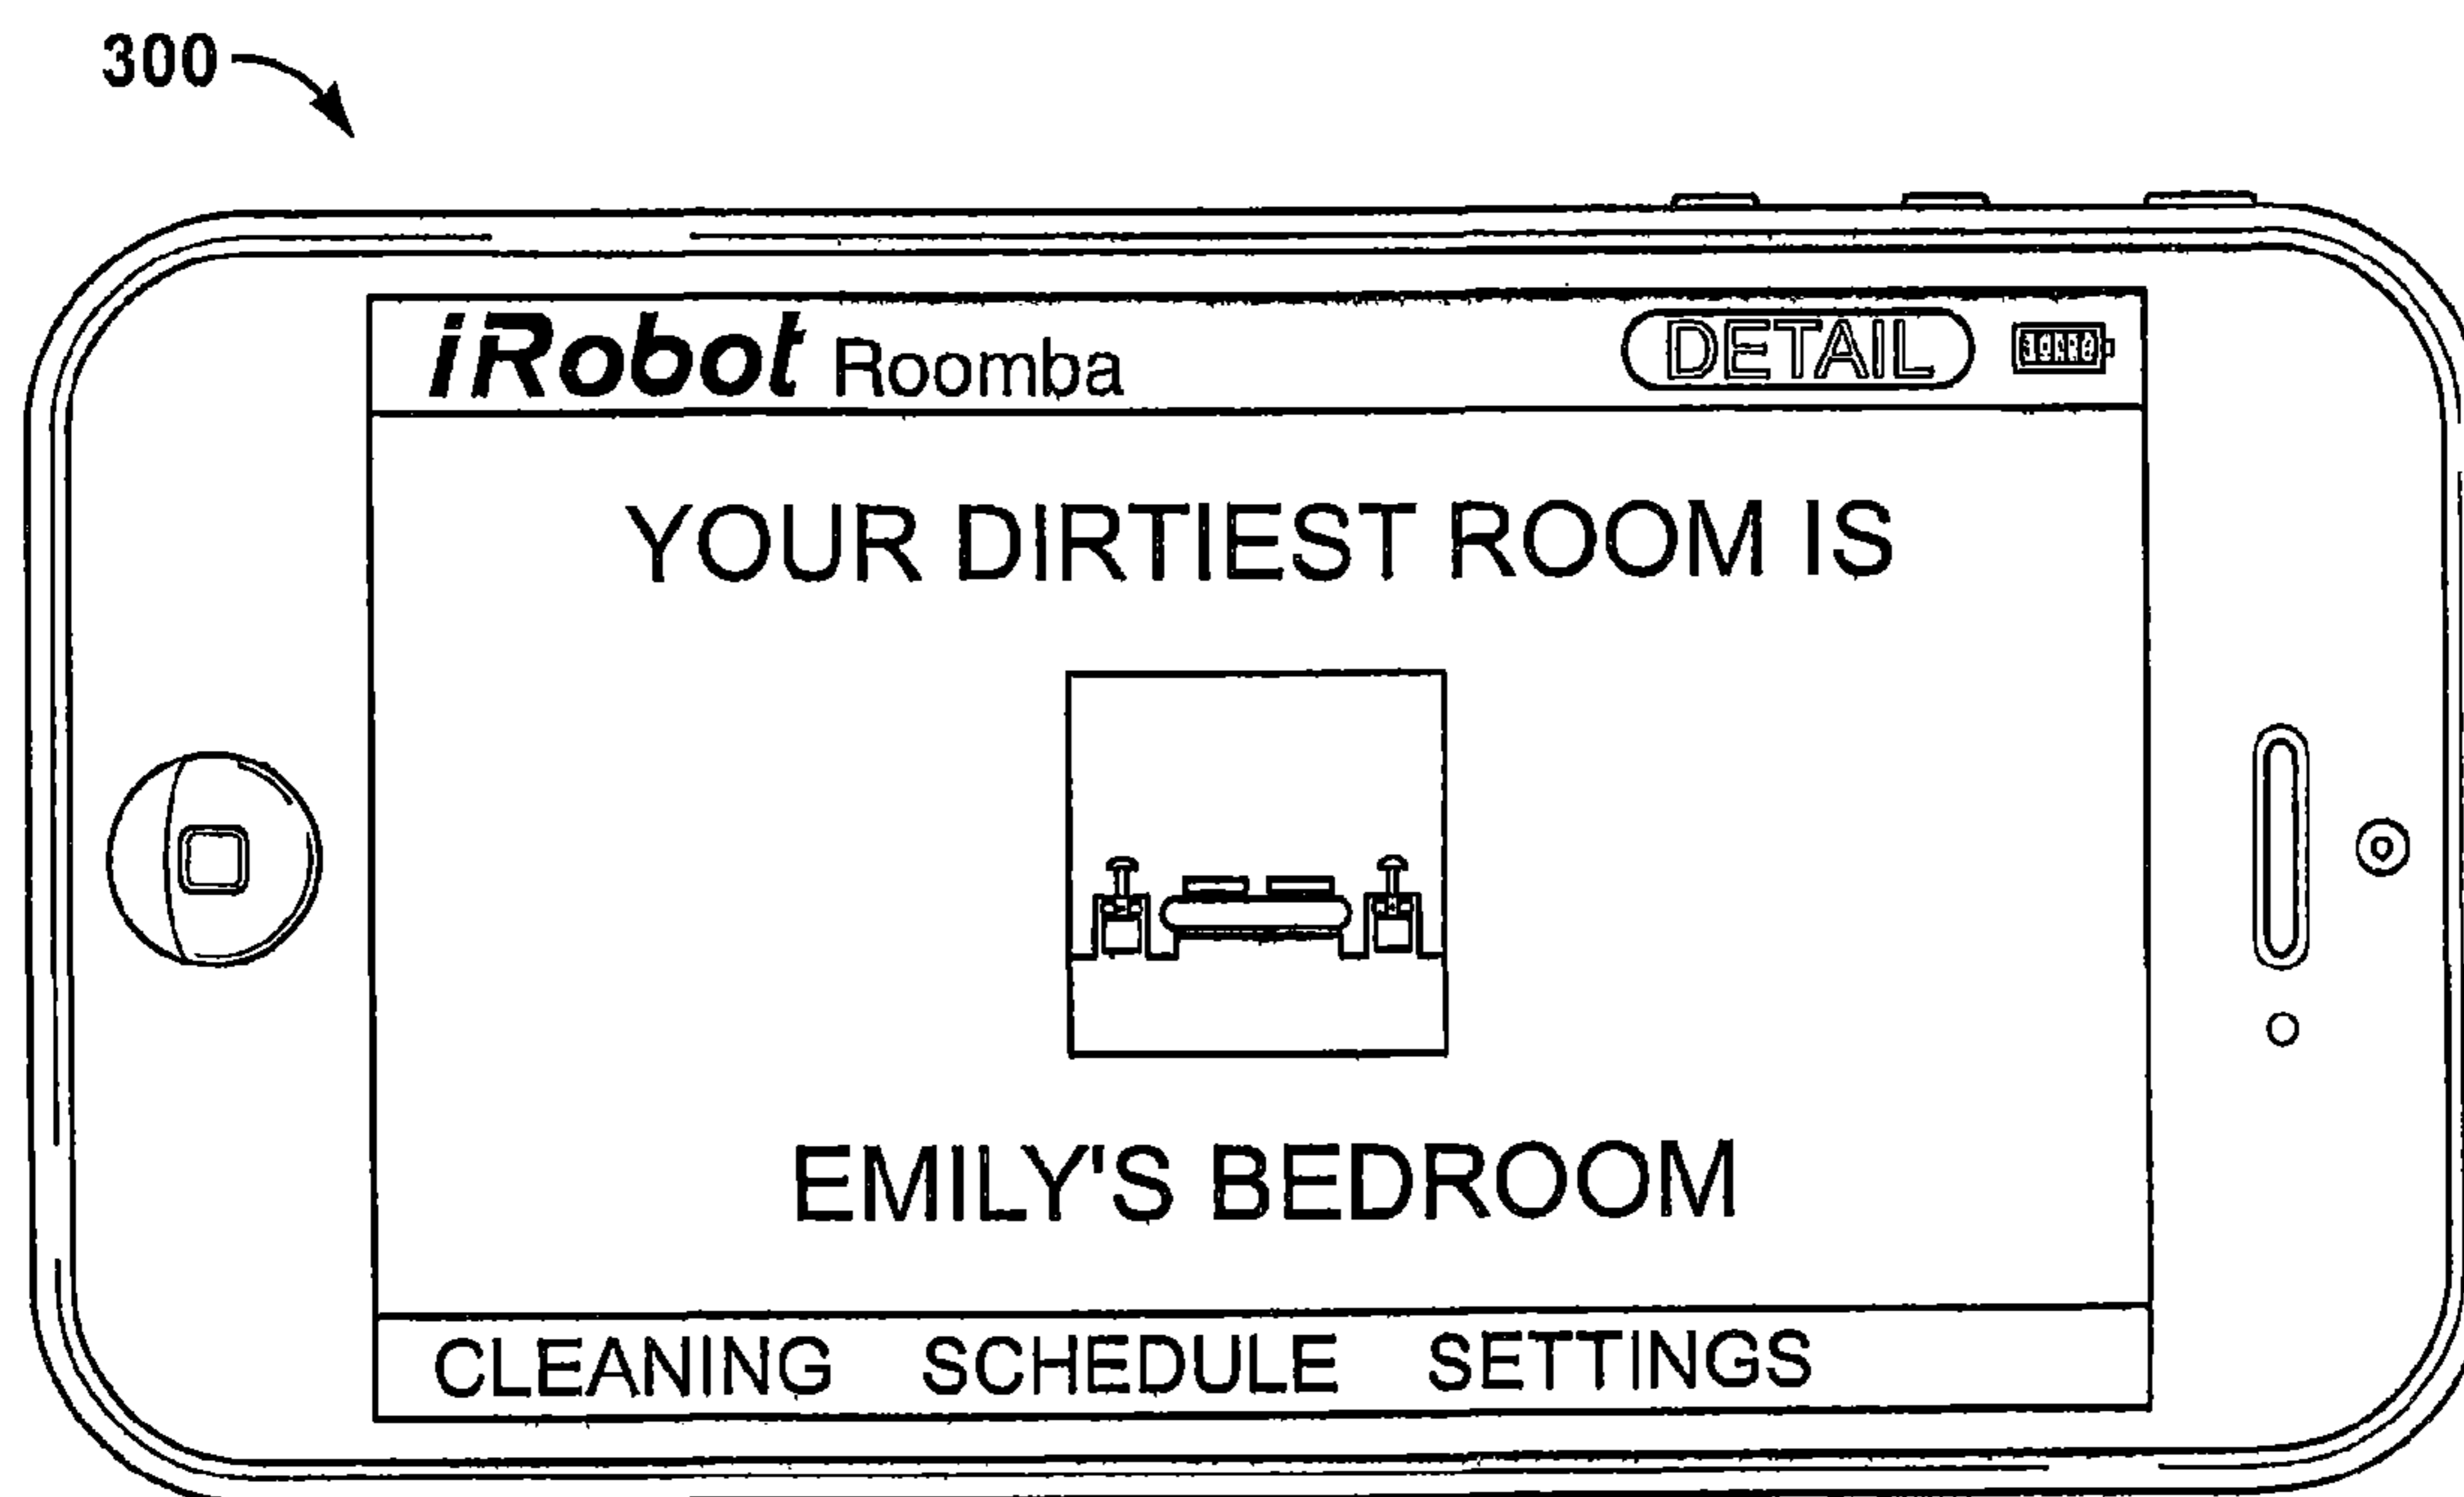 300
iRobot Roomba DETAIL
YOUR DIRTIEST ROOM IS
EMILY'S BEDROOM
CLEANING SCHEDULE SETTINGS